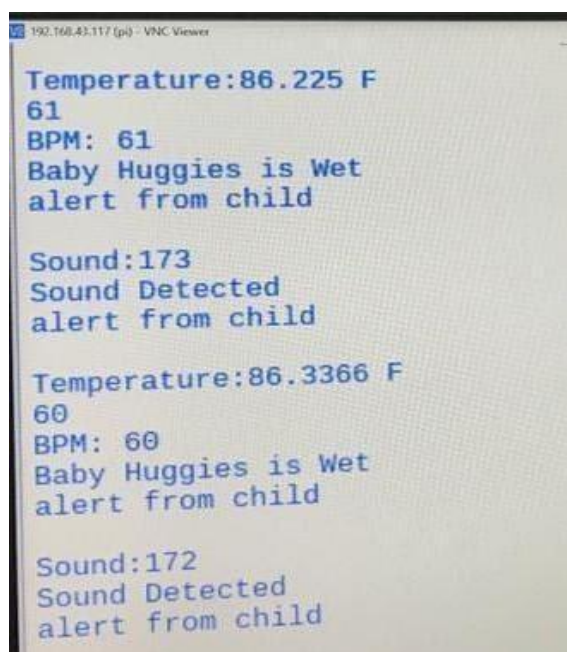 192.168.43.117 (pi) - VNC Viewer
Temperature:86.225 F
61
BPM: 61
Baby Huggies is Wet
alert from child
Sound:173
Sound Detected
alert from child
Temperature:86.3366 F
60
BPM: 60
Baby Huggies is Wet
alert from child
Sound:172
Sound Detected
alert from child